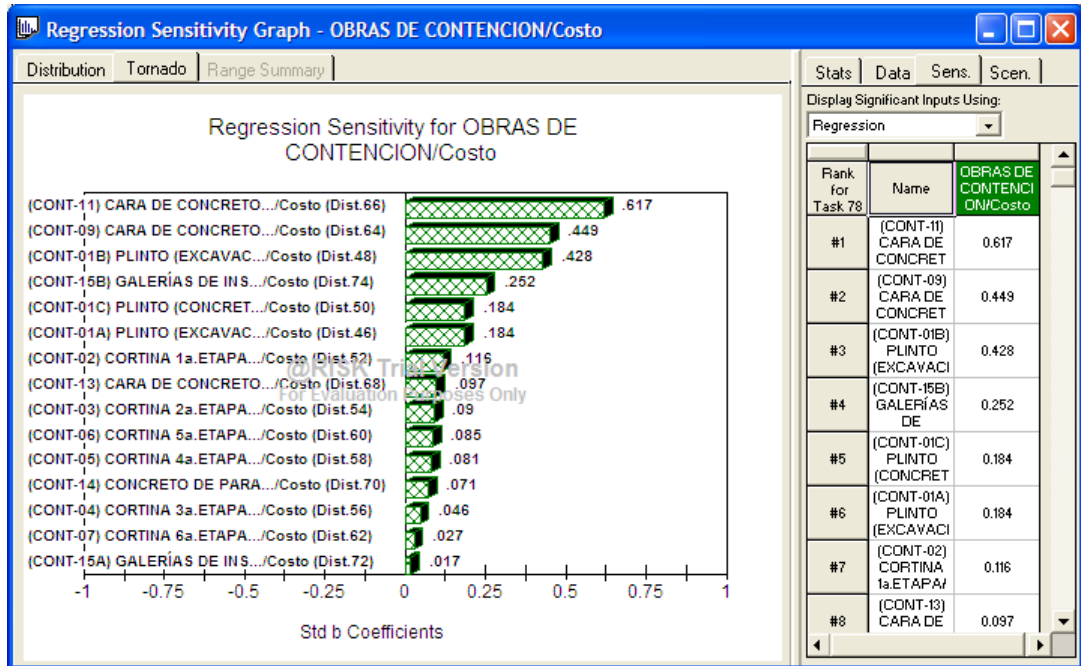 Regression Sensitivity Graph - OBRAS DE CONTENCION/Costo
Distribution Tornado Range Summary
Regression Sensitivity for OBRAS DE
CONTENCION/Costo
(CONT-11) CARA DE CONCRETO.../Costo (Dist.66) .617
(CONT-09) CARA DE CONCRETO.../Costo (Dist.64) .449
(CONT-01B) PLINTO (EXCAVAC.../Costo (Dist.48) .428
(CONT-15B) GALERÍAS DE INS.../Costo (Dist.74) .252
(CONT-01C) PLINTO (CONCRET.../Costo (Dist.50) .184
(CONT-01A) PLINTO (EXCAVAC.../Costo (Dist.46) .184
(CONT-02) CORTINA 1a.ETAPA.../Costo (Dist.52) .116
@RISK Trial Version
(CONT-13) CARA DE CONCRETO.../Costo (Dist.68) .097
For Evaluation Purposes Only
(CONT-03) CORTINA 2a.ETAPA.../Costo (Dist.54) .09
(CONT-06) CORTINA 5a.ETAPA.../Costo (Dist.60) .085
(CONT-05) CORTINA 4a.ETAPA.../Costo (Dist.58) .081
(CONT-14) CONCRETO DE PARA.../Costo (Dist.70) .071
(CONT-04) CORTINA 3a.ETAPA.../Costo (Dist.56) .046
(CONT-07) CORTINA 6a.ETAPA.../Costo (Dist.62) .027
(CONT-15A) GALERÍAS DE INS.../Costo (Dist.72) .017
-1 -0.75 -0.5 -0.25 0 0.25 0.5 0.75 1
Std b Coefficients
Stats Data Sens. Scen.
Display Significant Inputs Using:
Regression
Rank for Task 78 Name OBRAS DE CONTENCI ON/Costo
#1 (CONT-11) CARA DE CONCRET 0.617
#2 (CONT-09) CARA DE CONCRET 0.449
#3 (CONT-01B) PLINTO (EXCAVACI 0.428
#4 (CONT-15B) GALERÍAS DE 0.252
#5 (CONT-01C) PLINTO (CONCRET 0.184
#6 (CONT-01A) PLINTO (EXCAVACI 0.184
#7 (CONT-02) CORTINA 1a.ETAPA/ 0.116
#8 (CONT-13) CARA DE 0.097